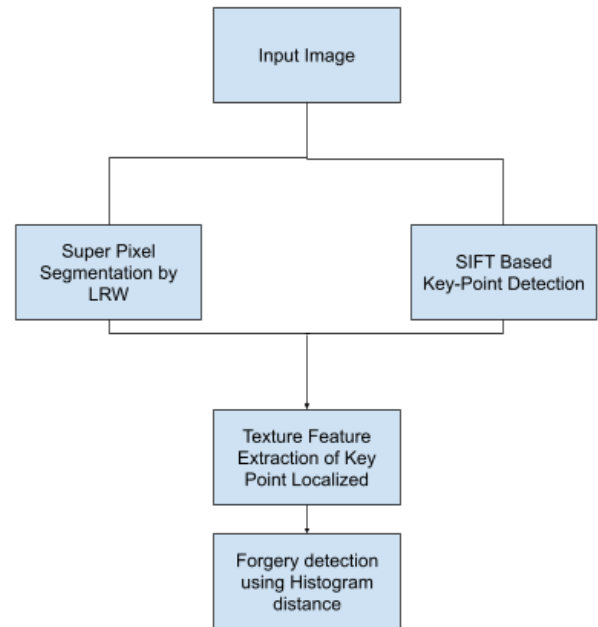 Input Image
Super Pixel
Segmentation by
LRW
SIFT Based
Key-Point Detection
Texture Feature
Extraction of Key
Point Localized
Forgery detection
using Histogram
distance